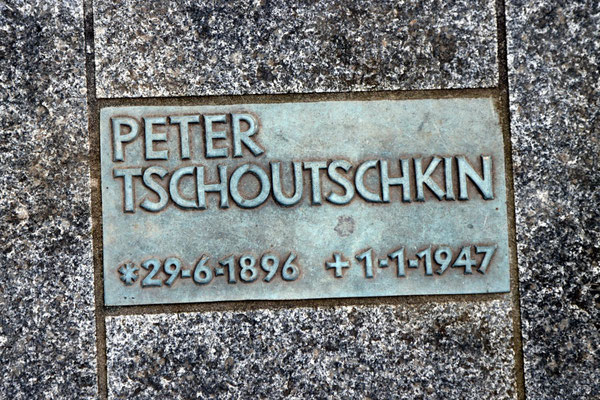 PETER
TSCHOUTSCHKIN
*29-6-1896 +1-1-1947